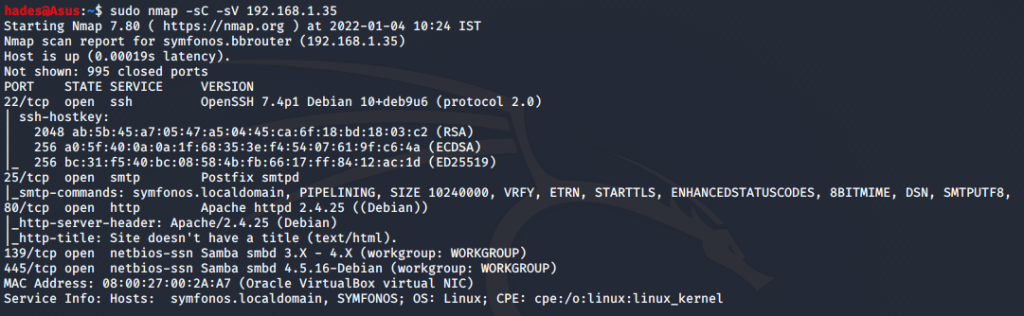 hades@Asus:~$ sudo nmap -sC -sV 192.168.1.35
Starting Nmap 7.80 ( https://nmap.org ) at 2022-01-04 10:24 IST
Nmap scan report for symfonos.bbrouter (192.168.1.35)
Host is up (0.00019s latency).
Not shown: 995 closed ports
PORT    STATE SERVICE     VERSION
22/tcp  open  ssh         OpenSSH 7.4p1 Debian 10+deb9u6 (protocol 2.0)
| ssh-hostkey:
|   2048 ab:5b:45:a7:05:47:a5:04:45:ca:6f:18:bd:18:03:c2 (RSA)
|   256 a0:5f:40:0a:0a:1f:68:35:3e:f4:54:07:61:9f:c6:4a (ECDSA)
|_  256 bc:31:f5:40:bc:08:58:4b:fb:66:17:ff:84:12:ac:1d (ED25519)
25/tcp  open  smtp        Postfix smtpd
|_smtp-commands: symfonos.localdomain, PIPELINING, SIZE 10240000, VRFY, ETRN, STARTTLS, ENHANCEDSTATUSCODES, 8BITMIME, DSN, SMTPUTF8,
80/tcp  open  http        Apache httpd 2.4.25 ((Debian))
|_http-server-header: Apache/2.4.25 (Debian)
|_http-title: Site doesn't have a title (text/html).
139/tcp open  netbios-ssn Samba smbd 3.X - 4.X (workgroup: WORKGROUP)
445/tcp open  netbios-ssn Samba smbd 4.5.16-Debian (workgroup: WORKGROUP)
MAC Address: 08:00:27:00:2A:A7 (Oracle VirtualBox virtual NIC)
Service Info: Hosts:  symfonos.localdomain, SYMFONOS; OS: Linux; CPE: cpe:/o:linux:linux_kernel